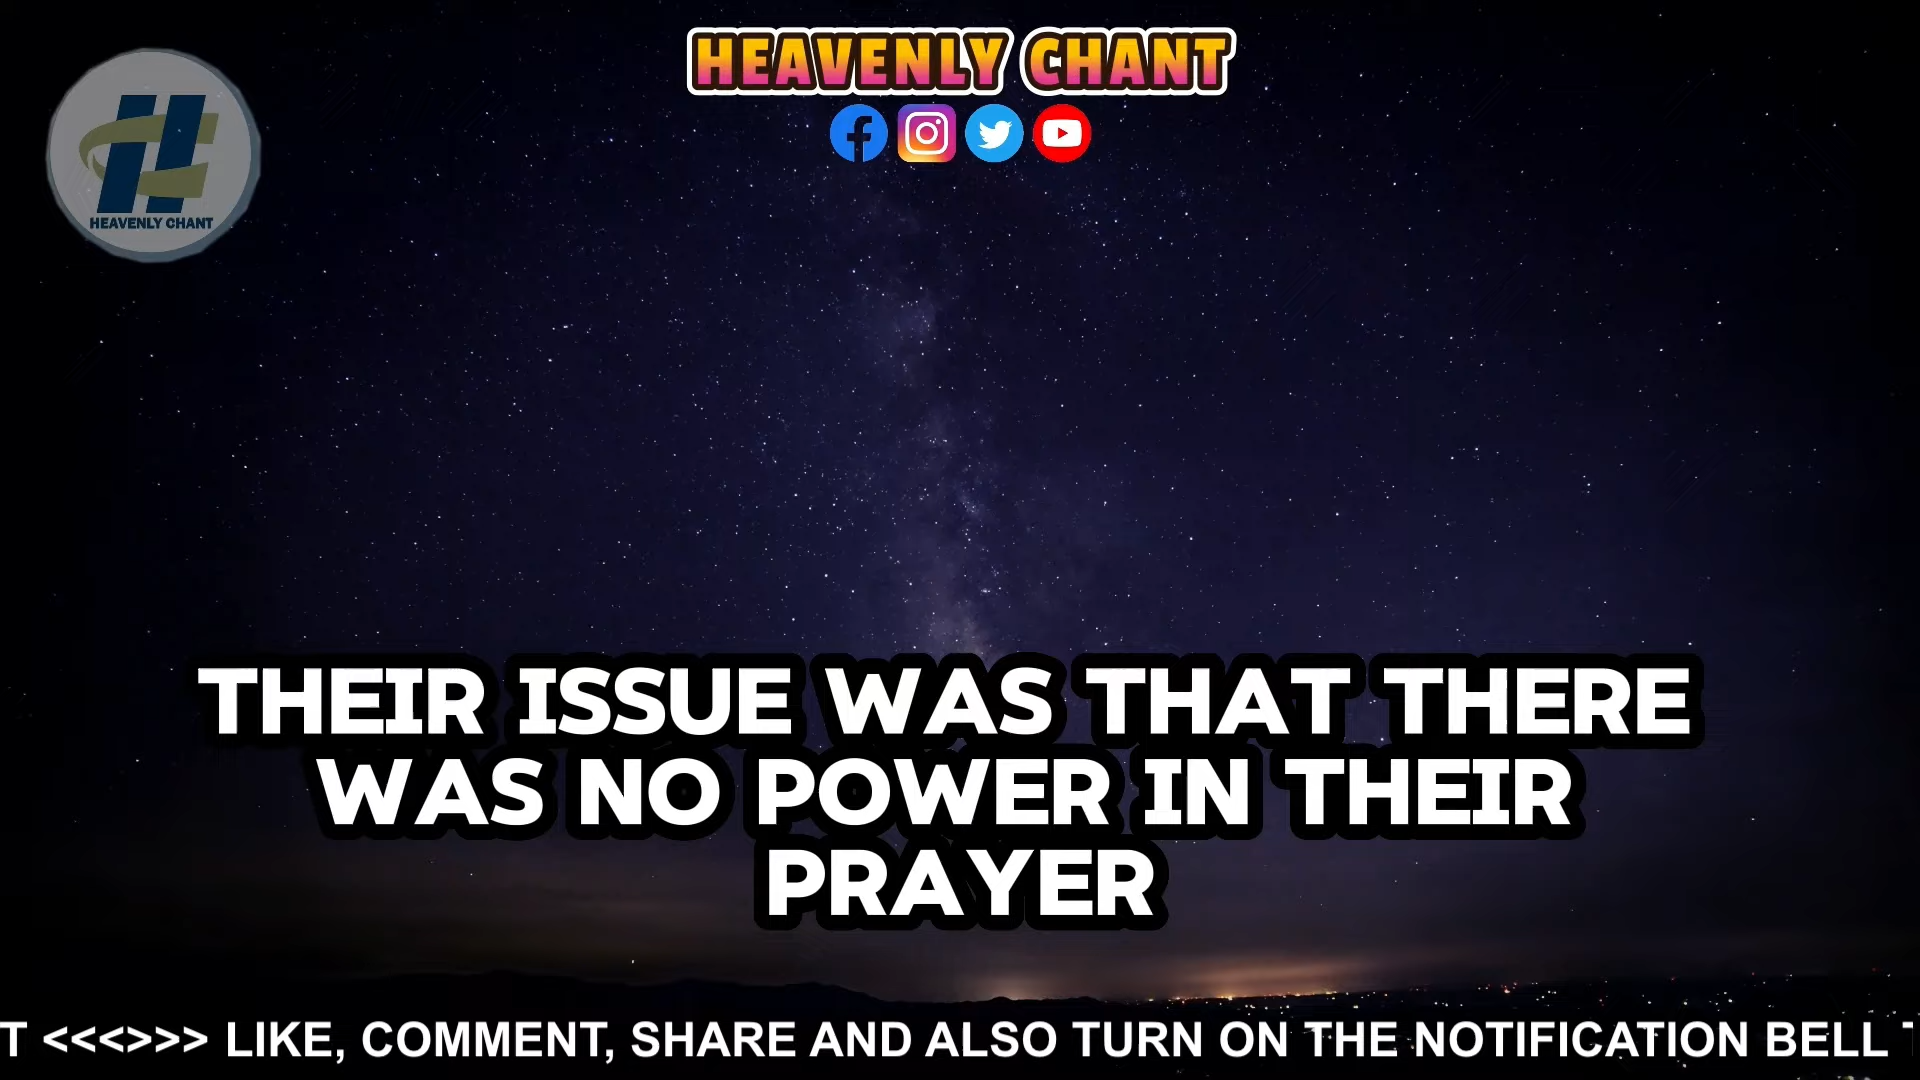 HEAVENLY CHANT
HEAVENLY CHANT
THEIR ISSUE WAS THAT THERE
WAS NO POWER IN THEIR
PRAYER
T <<<>>> LIKE, COMMENT, SHARE AND ALSO TURN ON THE NOTIFICATION BELL